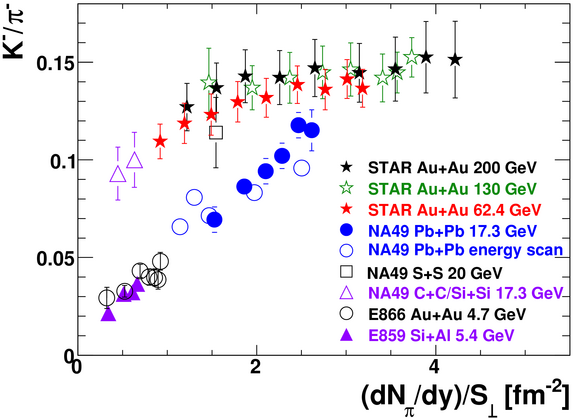 K⁻/π⁻
0.15
0.1
0.05
0
STAR Au+Au 200 GeV
STAR Au+Au 130 GeV
STAR Au+Au 62.4 GeV
NA49 Pb+Pb 17.3 GeV
NA49 Pb+Pb energy scan
NA49 S+S 20 GeV
NA49 C+C/Si+Si 17.3 GeV
E866 Au+Au 4.7 GeV
E859 Si+Al 5.4 GeV
0 2 4
(dN_π/dy)/S_⊥ [fm⁻²]